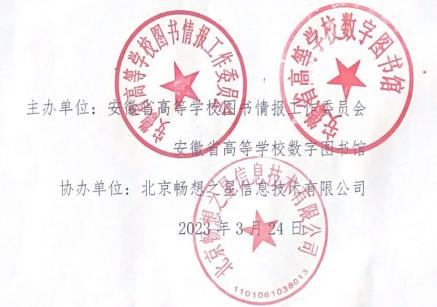 安徽省高等学校图书情报工作委员会
安徽省高等学校数字图书馆
主办单位：安徽省高等学校图书情报工作委员会
安徽省高等学校数字图书馆
协办单位：北京畅想之星信息技术有限公司
2023年3月24日
北京畅想之星信息技术有限公司
1101061038013